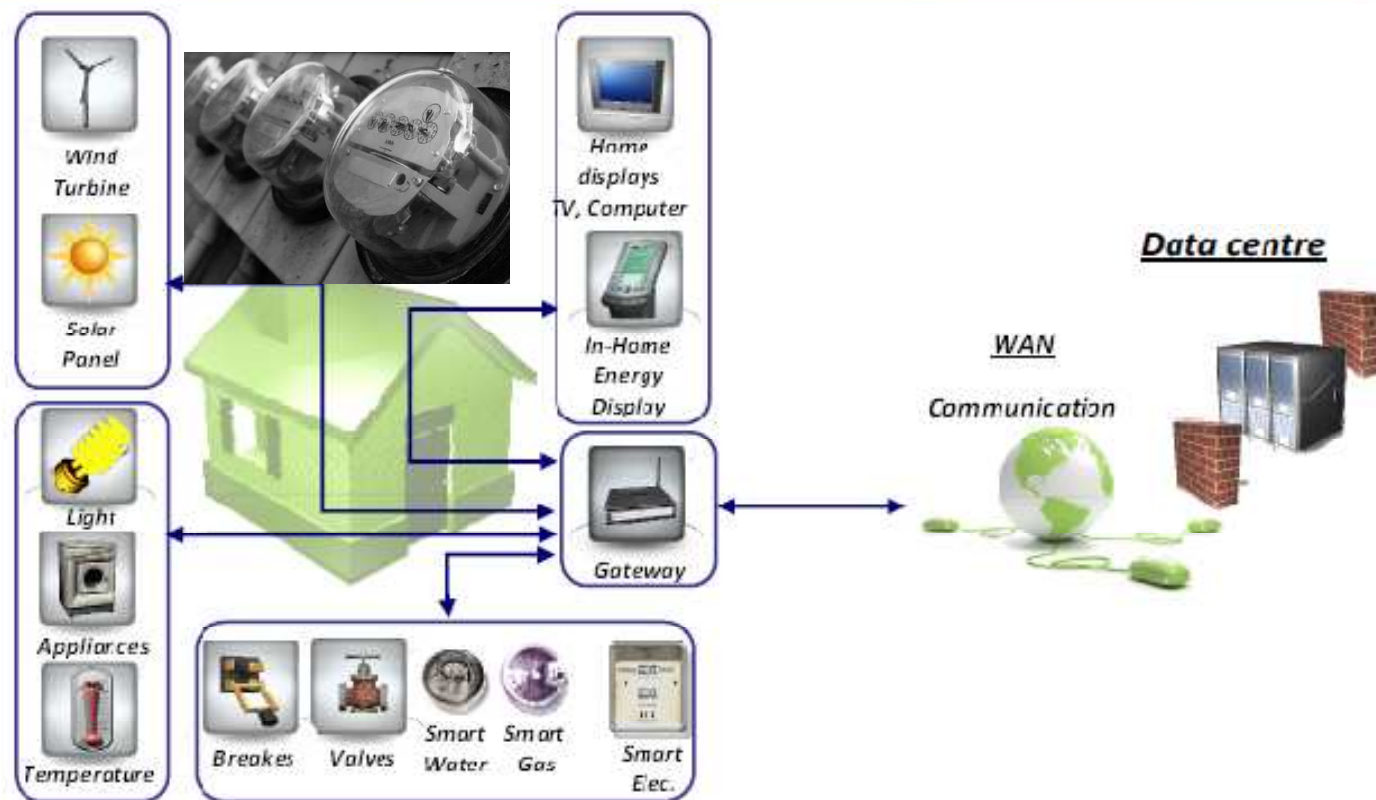 Wind
Turbine
Solar
Panel
Light
Appliances
Temperature
Home
displays
TV, Computer
In-Home
Energy
Display
Gateway
Breakes
Valves
Smart
Water
Smart
Gas
Smart
Elec.
WAN
Communication
Data centre